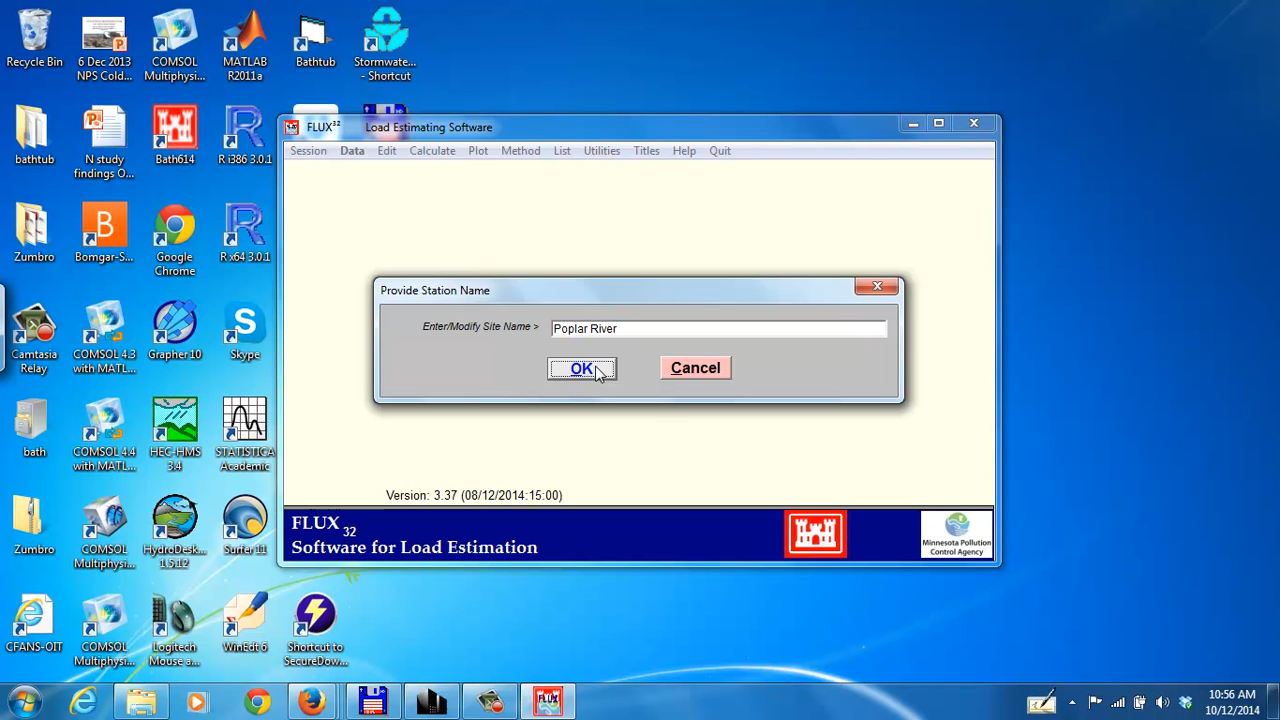 Recycle Bin
6 Dec 2013
NPS Cold...
COMSOL
Multiphysi...
MATLAB
R2011a
Bathtub
Stormwate...
- Shortcut
bathtub
N study
findings O...
Bath614
R i386 3.0.1
Zumbro
Bomgar-S...
Google
Chrome
R x64 3.0.1
Camtasia
Relay
COMSOL 4.3
with MATL...
Grapher 10
Skype
bath
COMSOL 4.4
with MATL...
HEC-HMS
3.4
STATISTICA
Academic
Zumbro
COMSOL
Multiphysi...
HydroDesk...
1.5.12
Surfer 11
CFANS-OIT
COMSOL
Multiphysi...
Logitech
Mouse a...
WinEdt 6
Shortcut to
SecureDow...
FLUX32 Load Estimating Software
Session Data Edit Calculate Plot Method List Utilities Titles Help Quit
Provide Station Name
Enter/Modify Site Name > Poplar River
OK Cancel
Version: 3.37 (08/12/2014:15:00)
FLUX 32
Software for Load Estimation
Minnesota Pollution
Control Agency
10:56 AM
10/12/2014